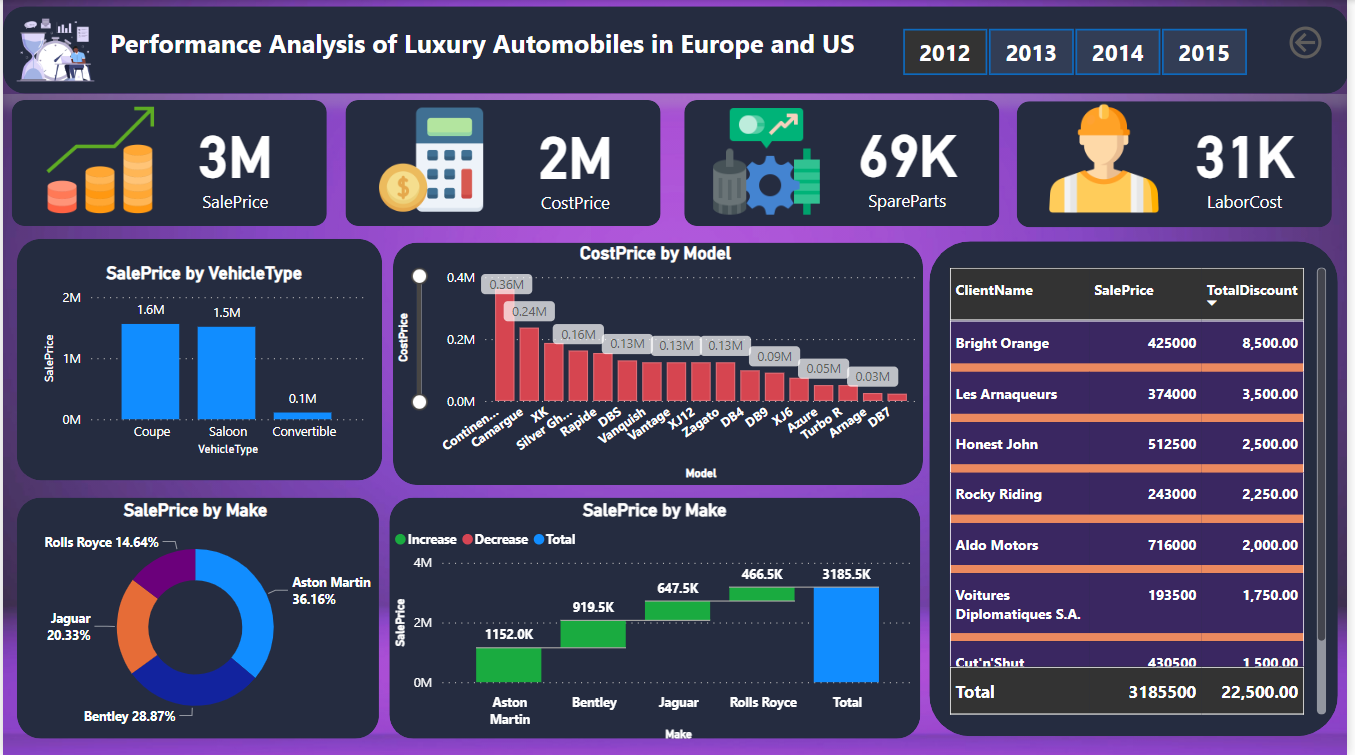 Performance Analysis of Luxury Automobiles in Europe and US
2012 2013 2014 2015
3M
SalePrice
2M
CostPrice
69K
SpareParts
31K
LaborCost
SalePrice by VehicleType
SalePrice
2M
1M
0M
1.6M
1.5M
0.1M
Coupe Saloon Convertible
VehicleType
CostPrice by Model
CostPrice
0.4M
0.2M
0.0M
0.36M
0.24M
0.16M
0.13M
0.13M
0.13M
0.09M
0.05M
0.03M
Continen...
Camargue
XK
Silver Gh...
Rapide
DBS
Vanquish
Vantage
XJ12
Zagato
DB4
DB9
XJ6
Azure
Turbo R
Arnage
DB7
Model
ClientName SalePrice TotalDiscount
Bright Orange 425000 8,500.00
Les Arnaqueurs 374000 3,500.00
Honest John 512500 2,500.00
Rocky Riding 243000 2,250.00
Aldo Motors 716000 2,000.00
Voitures 193500 1,750.00
Diplomatiques S.A.
Cut'n'Shut 430500 1,500.00
Total 3185500 22,500.00
SalePrice by Make
Rolls Royce 14.64%
Aston Martin
36.16%
Jaguar
20.33%
Bentley 28.87%
SalePrice by Make
Increase Decrease Total
SalePrice
4M
2M
0M
1152.0K
919.5K
647.5K
466.5K
3185.5K
Aston
Martin
Bentley
Jaguar
Rolls Royce
Total
Make